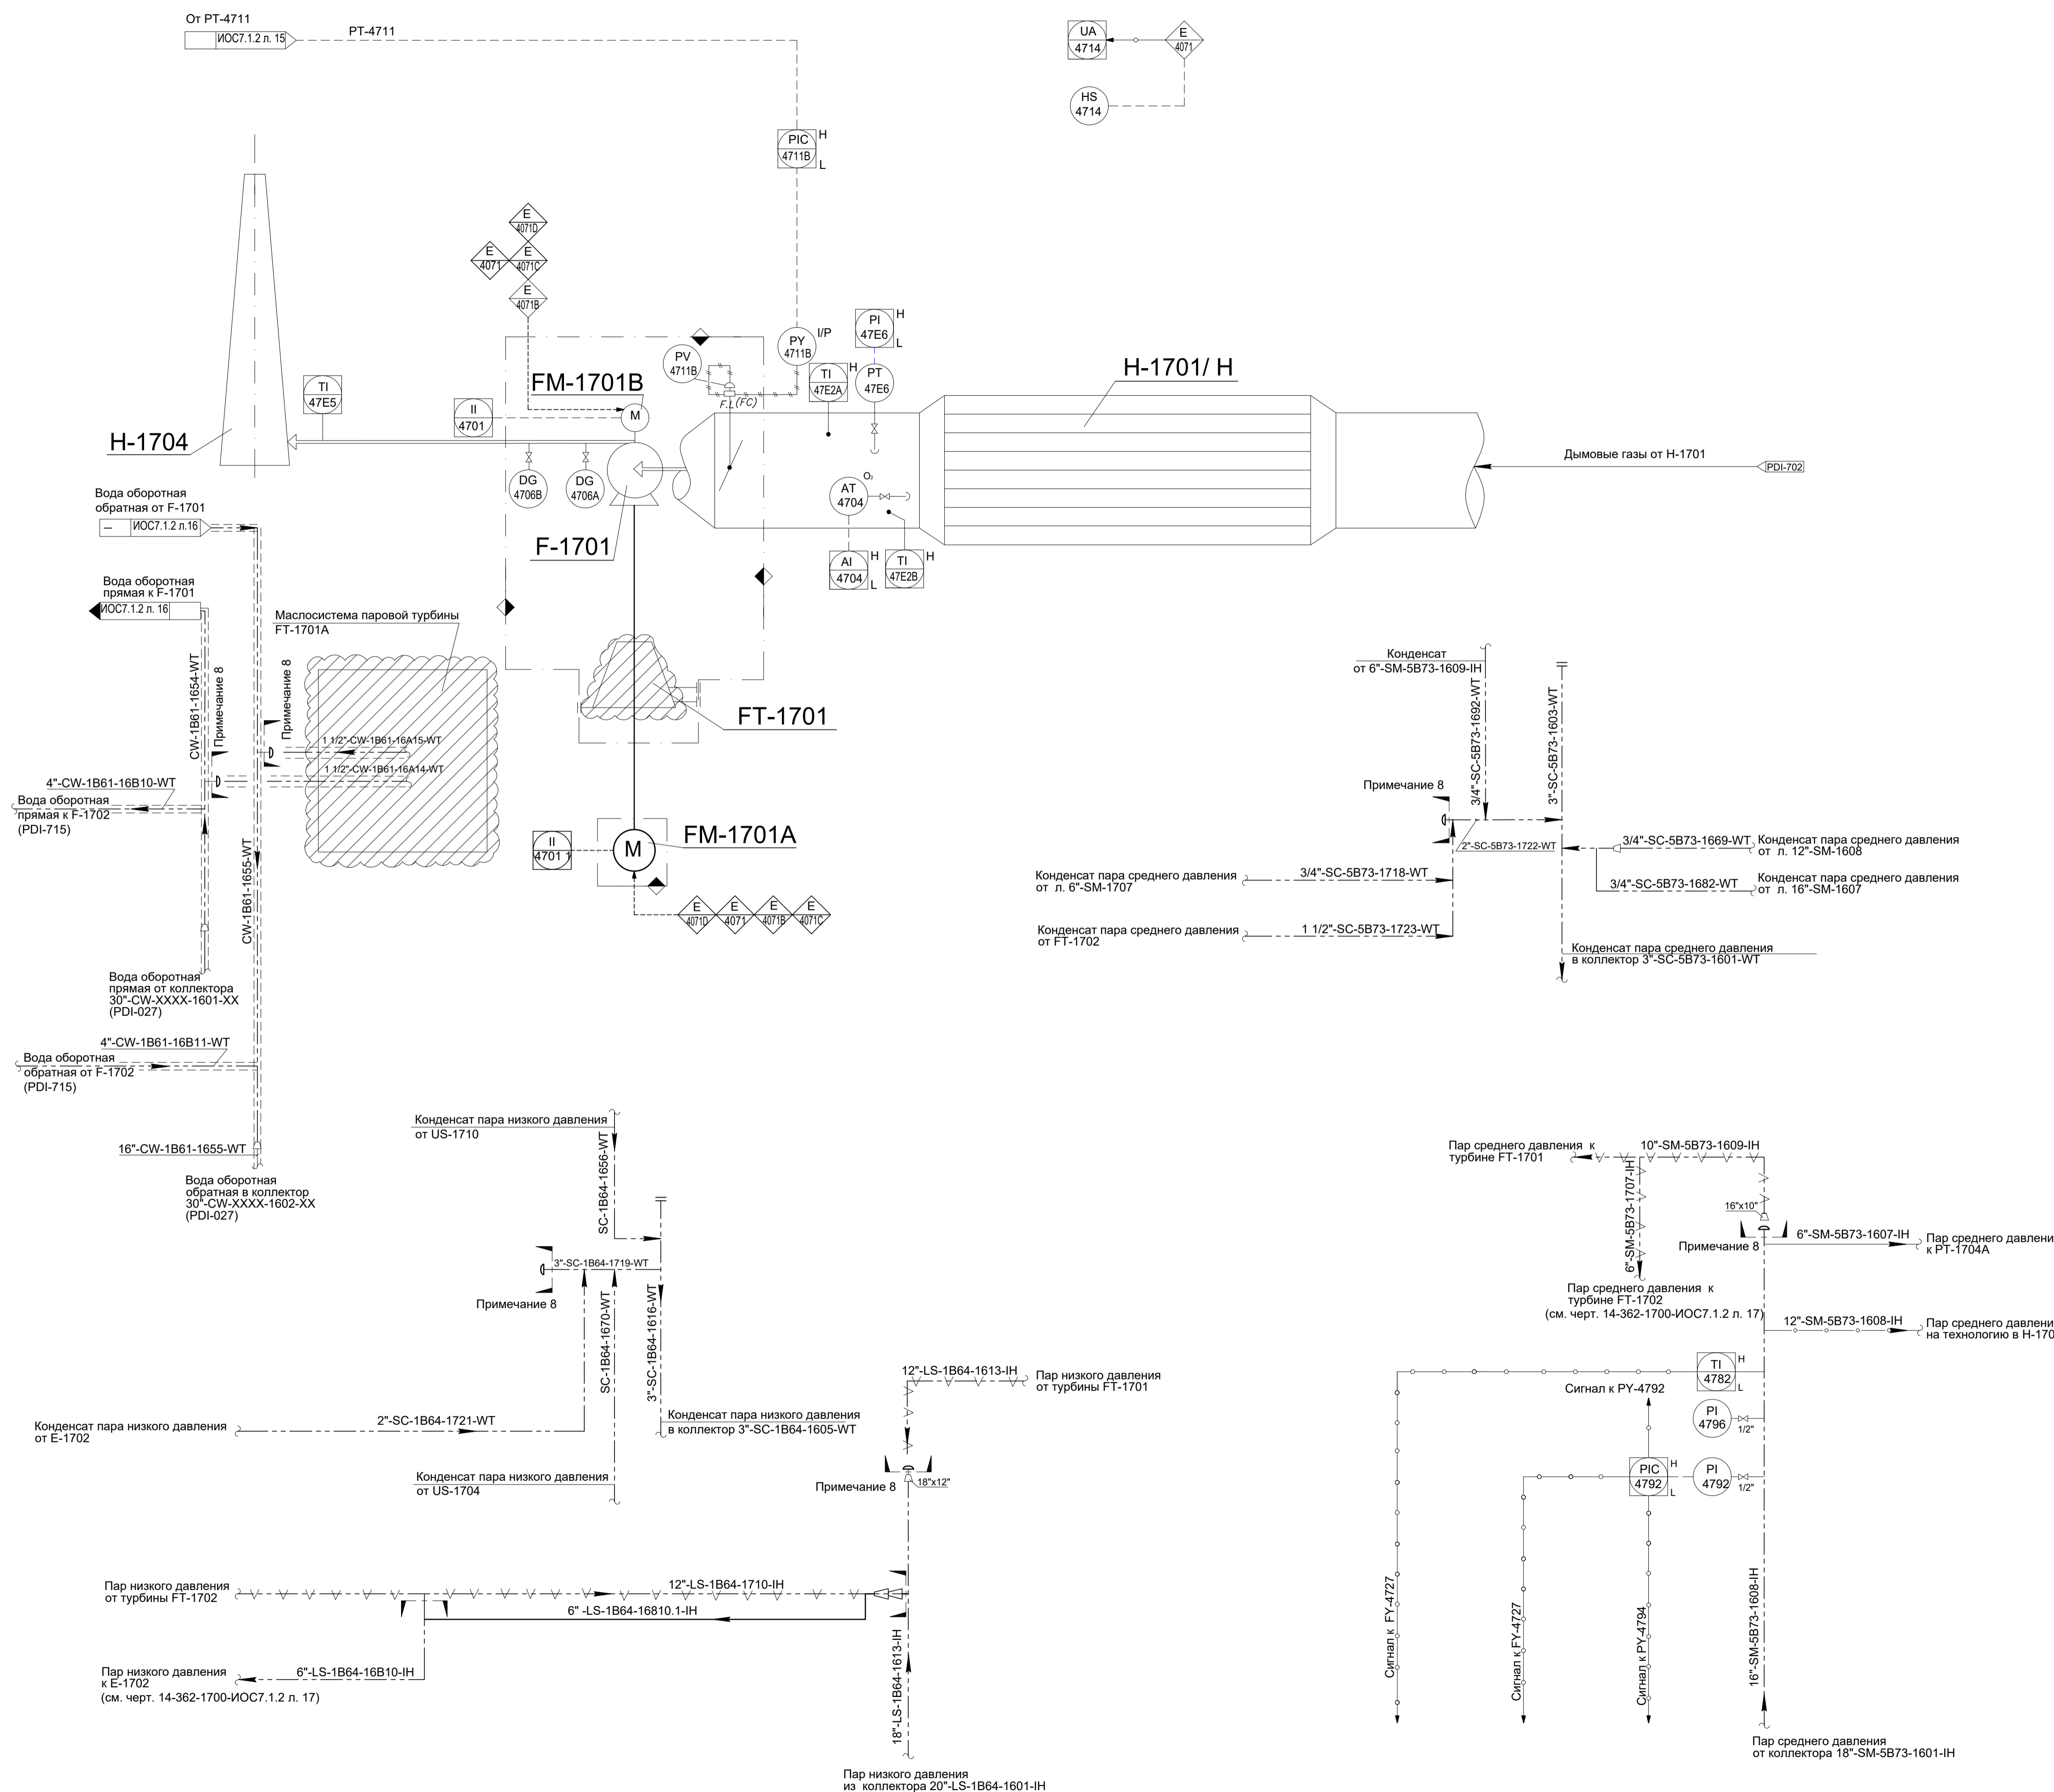 От РТ-4711
ИОС7.1.2 л. 15
PT-4711
UA
4714
E
4071
HS
4714
PIC
4711B
H
L
E
4071D
E
4071
E
4071C
E
4071B
PY
4711B
I/P
PI
47E6
H
L
PV
4711B
F.L
(FC)
TI
47E2A
H
PT
47E6
H-1701/ H
FM-1701B
M
TI
47E5
II
4701
H-1704
Дымовые газы от H-1701
PDI-702
DG
4706B
DG
4706A
AT
4704
O₂
F-1701
AI
4704
H
L
TI
47E2B
H
Вода оборотная
обратная от F-1701
—
ИОС7.1.2 л.16
Вода оборотная
прямая к F-1701
ИОС7.1.2 л. 16
Маслосистема паровой турбины
FT-1701A
CW-1B61-1654-WT
Примечание 8
Примечание 8
1 1/2"-CW-1B61-16A15-WT
1 1/2"-CW-1B61-16A14-WT
FT-1701
4"-CW-1B61-16B10-WT
Вода оборотная
прямая к F-1702
(PDI-715)
CW-1B61-1655-WT
II
4701 1
M
FM-1701A
E
4071D
E
4071
E
4071B
E
4071C
Конденсат
от 6"-SM-5B73-1609-IH
3/4"-SC-5B73-1692-WT
3"-SC-5B73-1603-WT
Примечание 8
2"-SC-5B73-1722-WT
3/4"-SC-5B73-1669-WT
Конденсат пара среднего давления
от  л. 12"-SM-1608
3/4"-SC-5B73-1682-WT
Конденсат пара среднего давления
от  л. 16"-SM-1607
Конденсат пара среднего давления
от  л. 6"-SM-1707
3/4"-SC-5B73-1718-WT
Конденсат пара среднего давления
от FT-1702
1 1/2"-SC-5B73-1723-WT
Конденсат пара среднего давления
в коллектор 3"-SC-5B73-1601-WT
Вода оборотная
прямая от коллектора
30"-CW-XXXX-1601-XX
(PDI-027)
4"-CW-1B61-16B11-WT
Вода оборотная
обратная от F-1702
(PDI-715)
16"-CW-1B61-1655-WT
Вода оборотная
обратная в коллектор
30"-CW-XXXX-1602-XX
(PDI-027)
Конденсат пара низкого давления
от US-1710
SC-1B64-1656-WT
3"-SC-1B64-1719-WT
Примечание 8
SC-1B64-1670-WT
3"-SC-1B64-1616-WT
Конденсат пара низкого давления
от E-1702
2"-SC-1B64-1721-WT
Конденсат пара низкого давления
в коллектор 3"-SC-1B64-1605-WT
Конденсат пара низкого давления
от US-1704
12"-LS-1B64-1613-IH
Пар низкого давления
от турбины FT-1701
Примечание 8
18"x12"
Пар низкого давления
от турбины FT-1702
12"-LS-1B64-1710-IH
6" -LS-1B64-16810.1-IH
Пар низкого давления
к E-1702
(см. черт. 14-362-1700-ИОС7.1.2 л. 17)
6"-LS-1B64-16B10-IH
18"-LS-1B64-1613-IH
Пар низкого давления
из  коллектора 20"-LS-1B64-1601-IH
Пар среднего давления  к
турбине FT-1701
10"-SM-5B73-1609-IH
6"-SM-5B73-1707-IH
16"x10"
Примечание 8
6"-SM-5B73-1607-IH
Пар среднего давлени
к PT-1704A
Пар среднего давления  к
турбине FT-1702
(см. черт. 14-362-1700-ИОС7.1.2 л. 17)
12"-SM-5B73-1608-IH
Пар среднего давлени
на технологию в H-170
TI
4782
H
L
Сигнал к PY-4792
PI
4796
1/2"
PIC
4792
H
L
PI
4792
1/2"
Сигнал к  FY-4727
Сигнал к FY-4727
Сигнал к PY-4794
16"-SM-5B73-1608-IH
Пар среднего давления
от коллектора 18"-SM-5B73-1601-IH